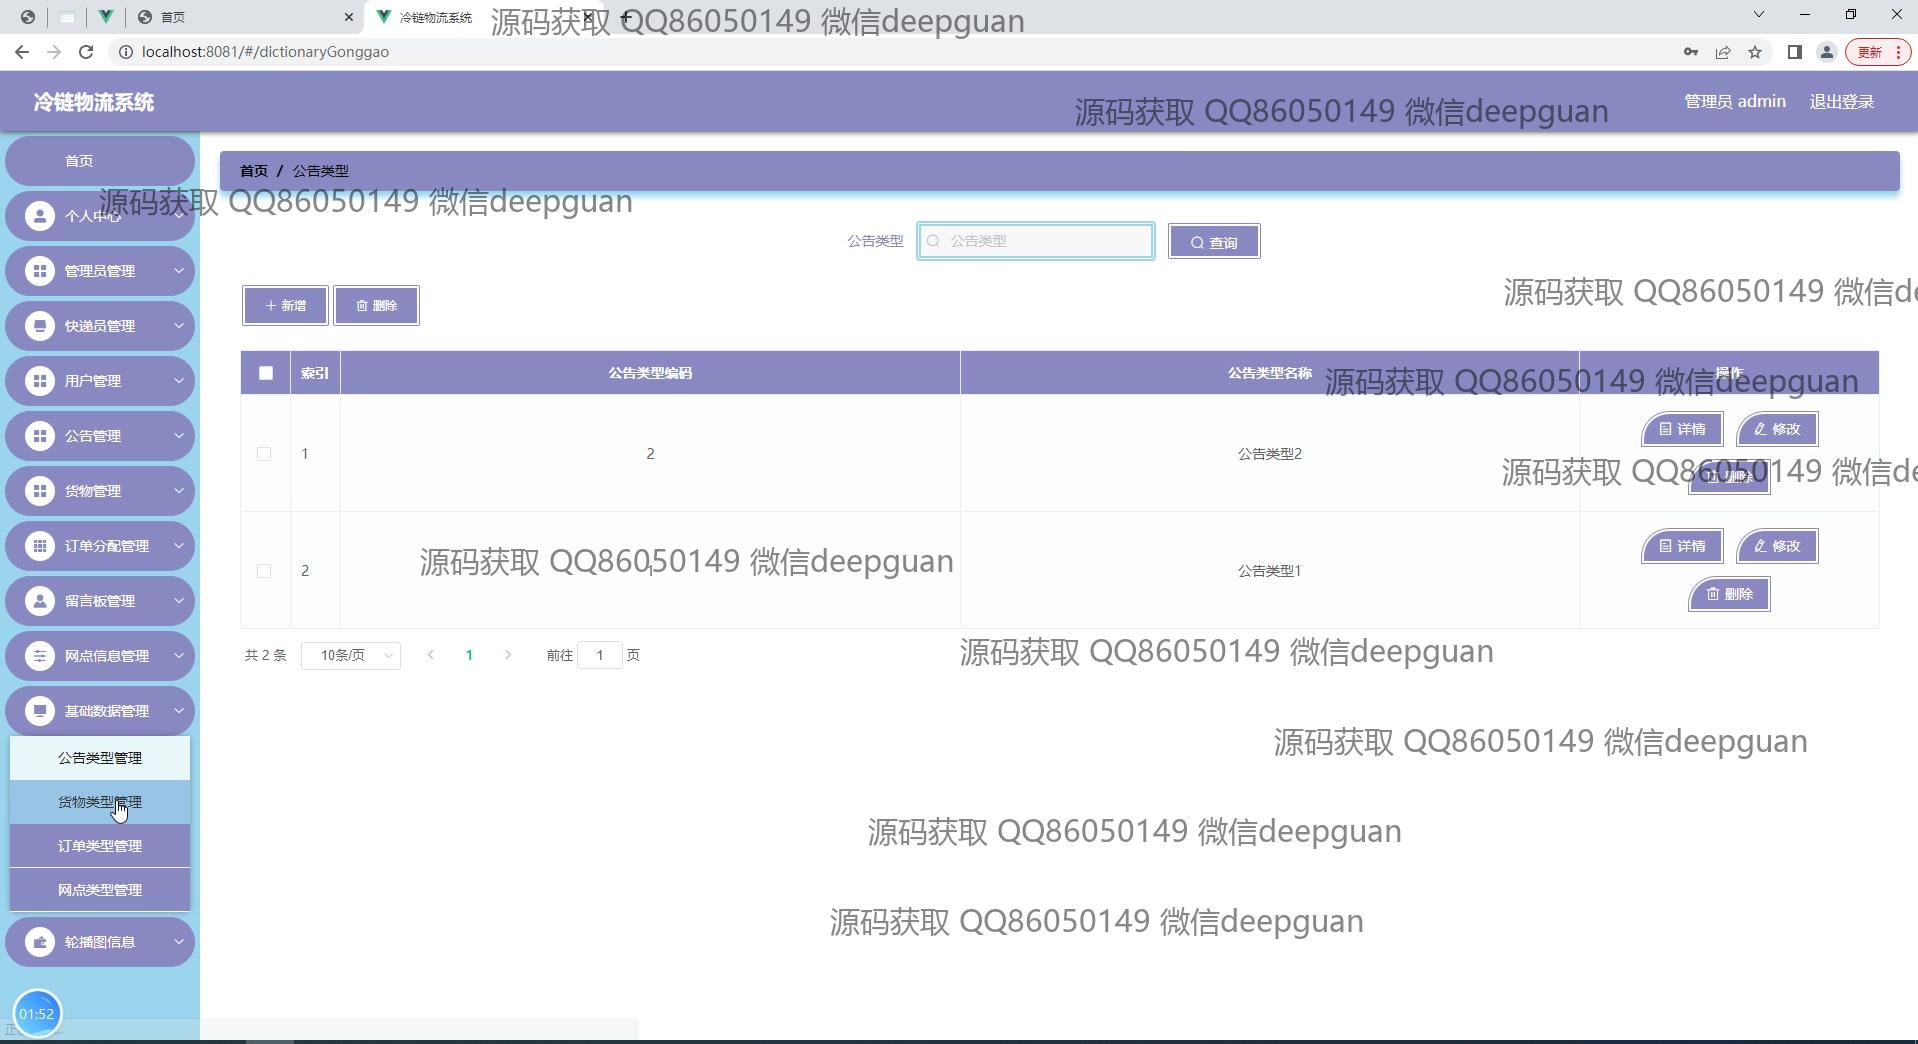 首页
冷链物流系统
源码获取 QQ86050149 微信deepguan
localhost:8081/#/dictionaryGonggao
更新
冷链物流系统
源码获取 QQ86050149 微信deepguan
管理员 admin
退出登录
首页
首页 / 公告类型
个人中心
源码获取 QQ86050149 微信deepguan
公告类型
公告类型
查询
管理员管理
源码获取 QQ86050149 微信de
新增
删除
快递员管理
索引
公告类型编码
公告类型名称
操作
源码获取 QQ86050149 微信deepguan
用户管理
公告管理
1
2
公告类型2
详情
修改
删除
源码获取 QQ86050149 微信de
货物管理
订单分配管理
2
源码获取 QQ86050149 微信deepguan
1
公告类型1
详情
修改
删除
留言板管理
网点信息管理
共 2 条
10条/页
1
前往
1
页
源码获取 QQ86050149 微信deepguan
基础数据管理
公告类型管理
源码获取 QQ86050149 微信deepguan
货物类型管理
源码获取 QQ86050149 微信deepguan
订单类型管理
网点类型管理
源码获取 QQ86050149 微信deepguan
轮播图信息
01:52